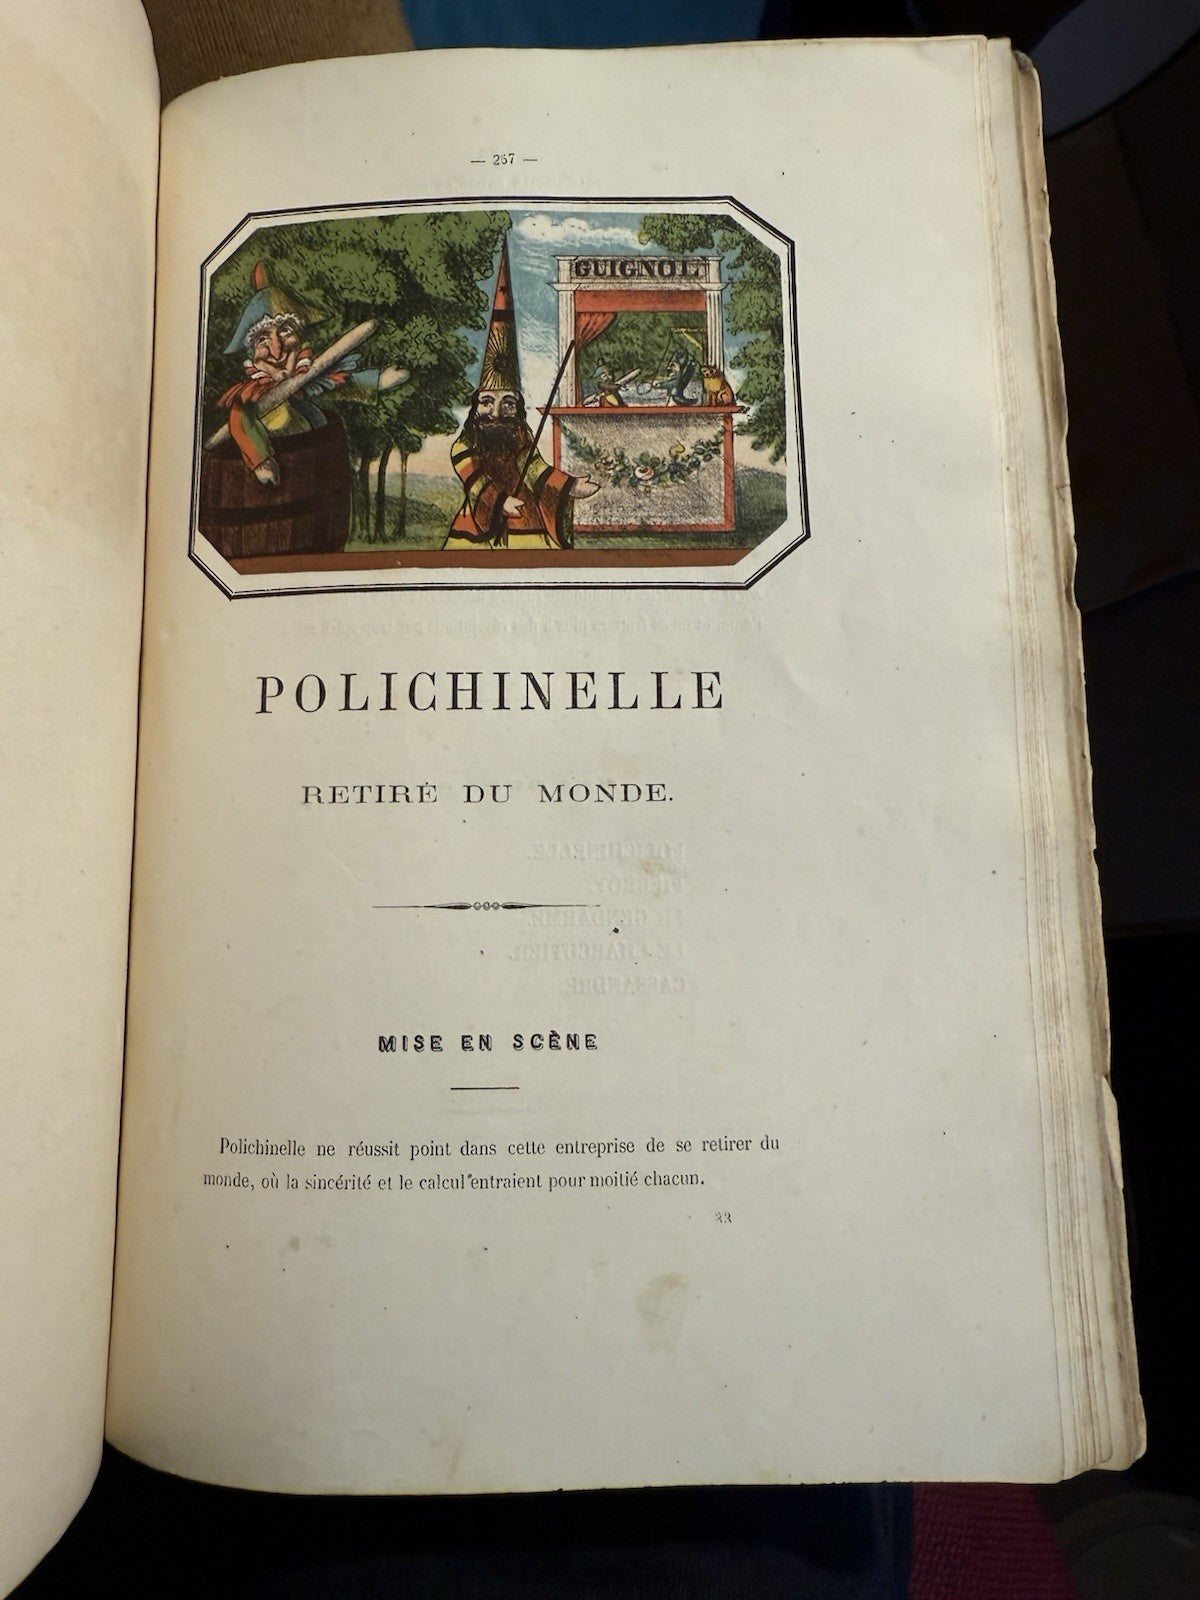 — 257 —
GUIGNOL
POLICHINELLE
RETIRÉ DU MONDE.
MISE EN SCÈNE
Polichinelle ne réussit point dans cette entreprise de se retirer du
monde, où la sincérité et le calcul entraient pour moitié chacun.
33